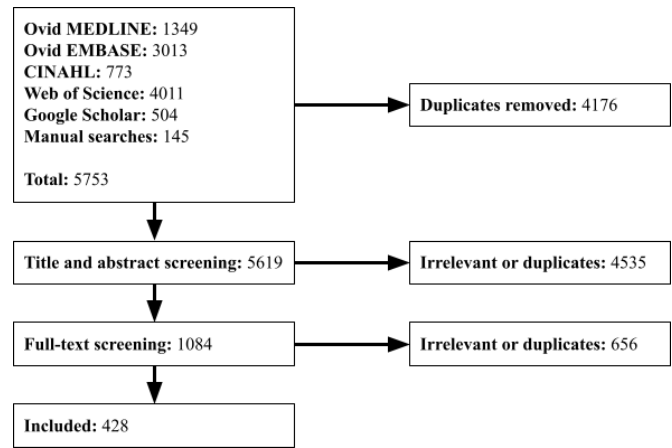 Ovid MEDLINE: 1349
Ovid EMBASE: 3013
CINAHL: 773
Web of Science: 4011
Google Scholar: 504
Manual searches: 145
Total: 5753
Duplicates removed: 4176
Title and abstract screening: 5619
Irrelevant or duplicates: 4535
Full-text screening: 1084
Irrelevant or duplicates: 656
Included: 428